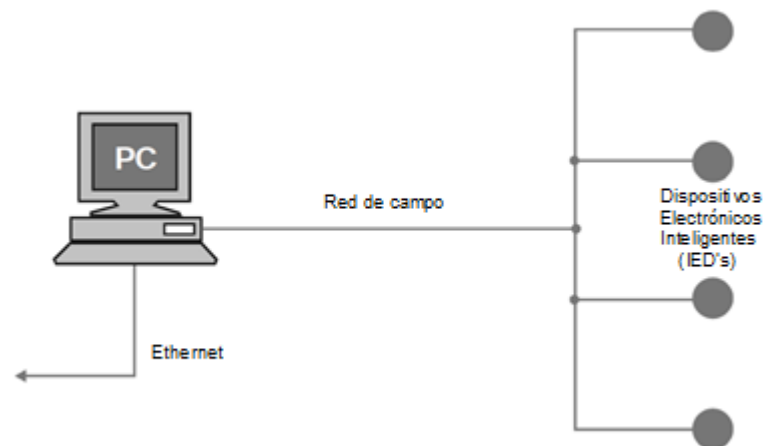 PC
Red de campo
Dispositivos
Electrónicos
Inteligentes
(IED's)
Ethernet